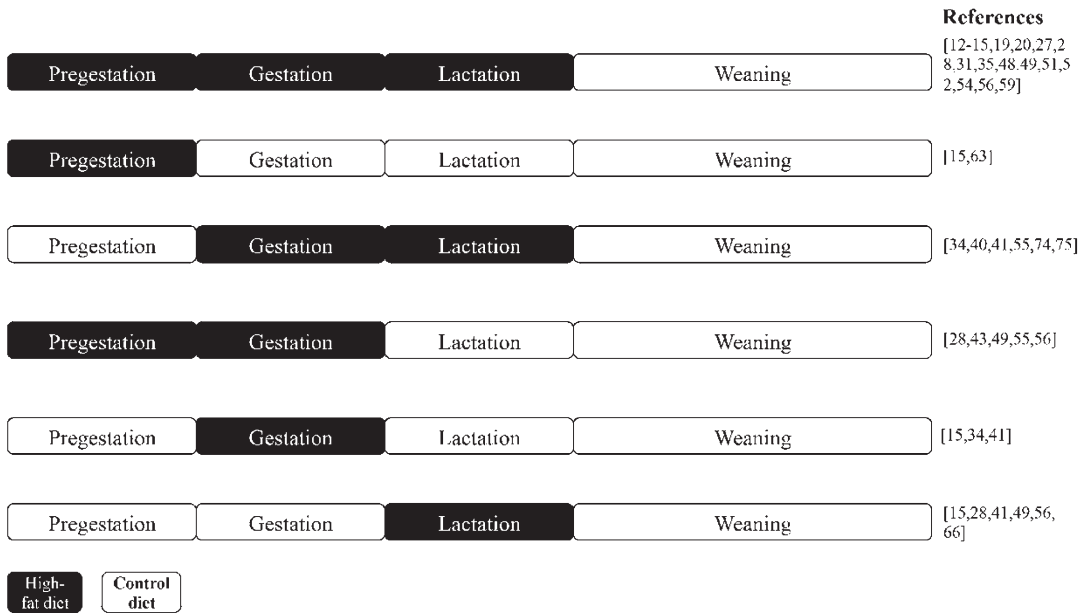 References
[12-15,19,20,27,2
8,31,35,48.49,51,5
2,54,56,59]
Pregestation Gestation Lactation Weaning
Pregestation Gestation Lactation Weaning [15,63]
Pregestation Gestation Lactation Weaning [34,40,41,55,74,75]
Pregestation Gestation Lactation Weaning [28,43,49,55,56]
Pregestation Gestation Lactation Weaning [15,34,41]
Pregestation Gestation Lactation Weaning
[15,28,41,49,56,
66]
High-
fat diet
Control
diet